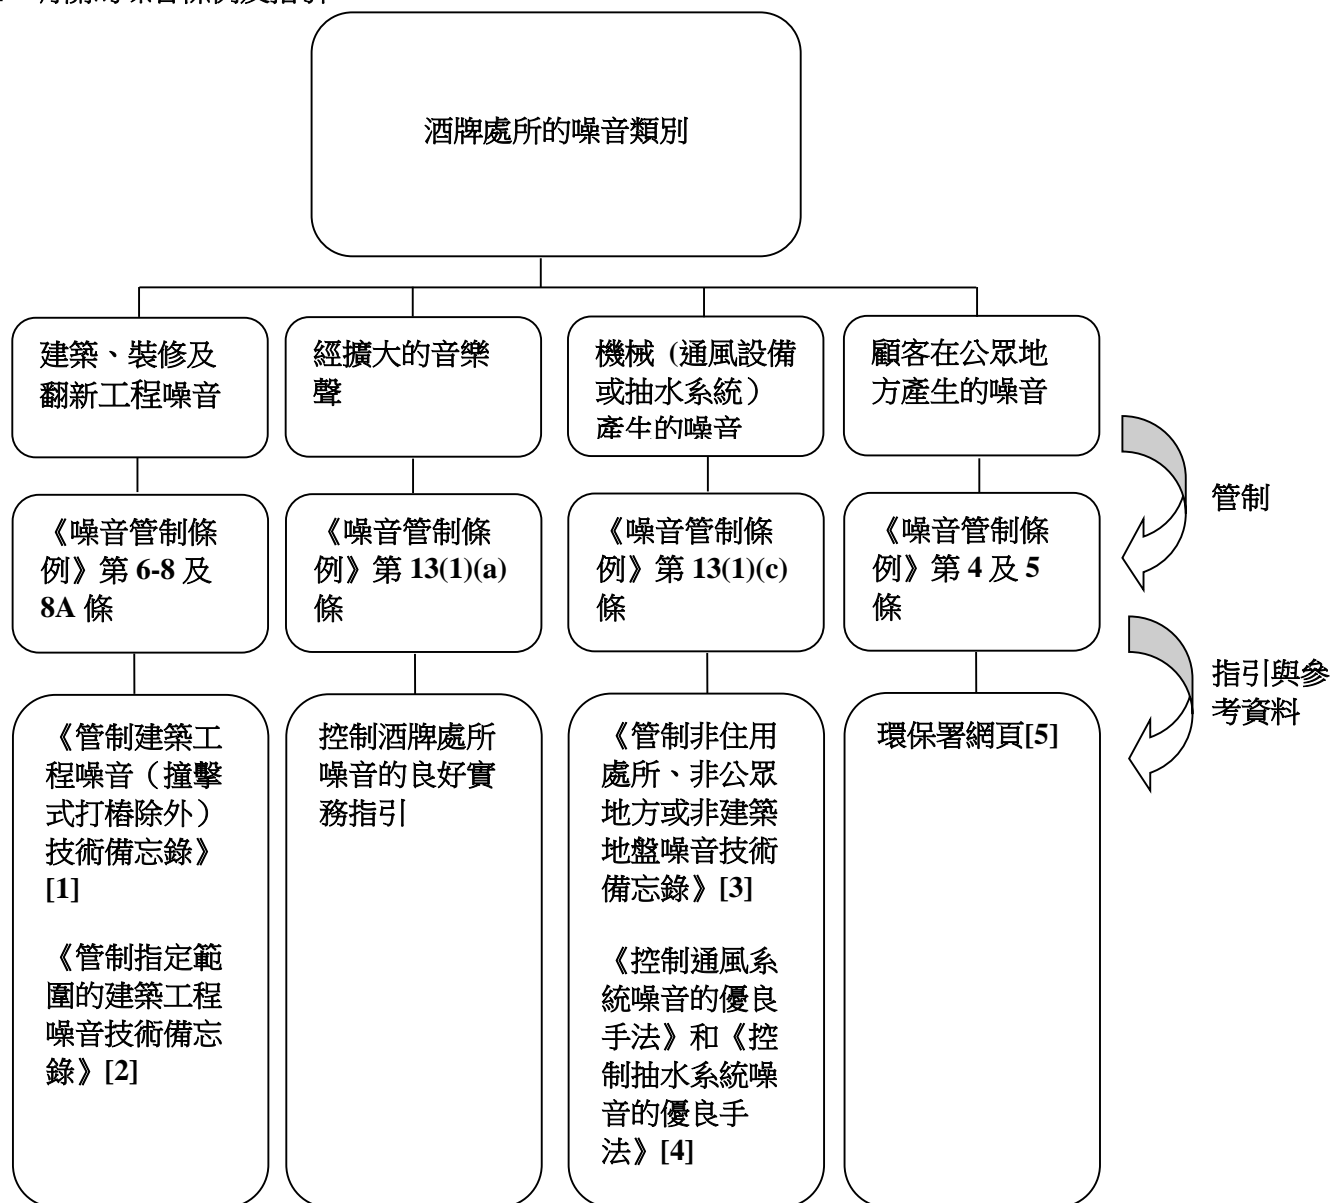 酒牌處所的噪音類別
建築、裝修及
翻新工程噪音
經擴大的音樂
聲
機械 (通風設備
或抽水系統）
產生的噪音
顧客在公眾地
方產生的噪音
管制
《噪音管制條
例》第 6-8 及
8A 條
《噪音管制條
例》第 13(1)(a)
條
《噪音管制條
例》第 13(1)(c)
條
《噪音管制條
例》第 4 及 5
條
指引與參
考資料
《管制建築工
程噪音（撞擊
式打樁除外）
技術備忘錄》
[1]
《管制指定範
圍的建築工程
噪音技術備忘
錄》[2]
控制酒牌處所
噪音的良好實
務指引
《管制非住用
處所、非公眾
地方或非建築
地盤噪音技術
備忘錄》[3]
《控制通風系
統噪音的優良
手法》和《控
制抽水系統噪
音的優良手
法》[4]
環保署網頁[5]